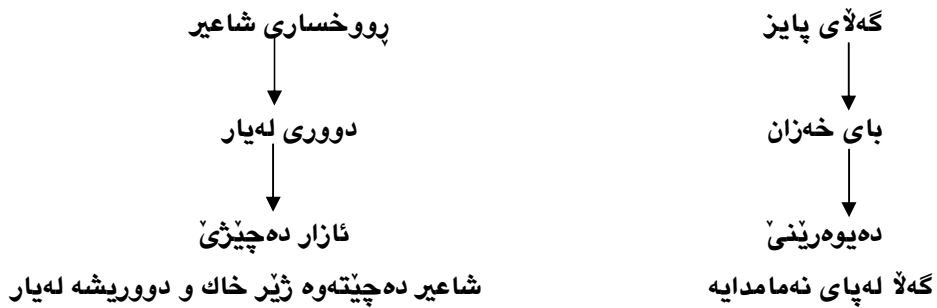 گەڵای پایز    ڕووخساری شاعیر
بای خەزان    دووری لەیار
دەیوەرێنێ    ئازار دەچێژێ
گەڵا لەپای نەمامدایە    شاعیر دەچێتەوە ژێر خاك و دووریشە لەیار